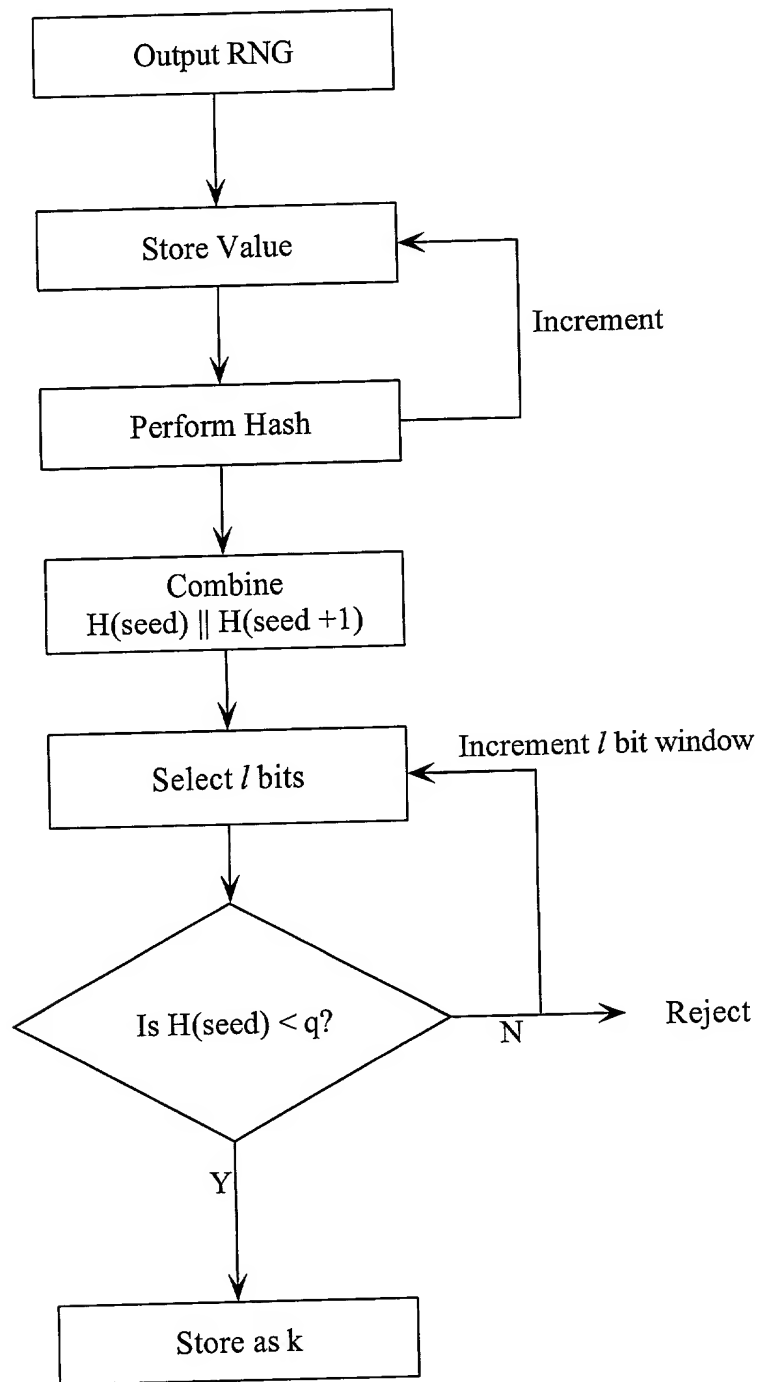 Output RNG
Store Value
Increment
Perform Hash
Combine
H(seed) || H(seed +1)
Increment l bit window
Select l bits
Is H(seed) < q?
N
Reject
Y
Store as k